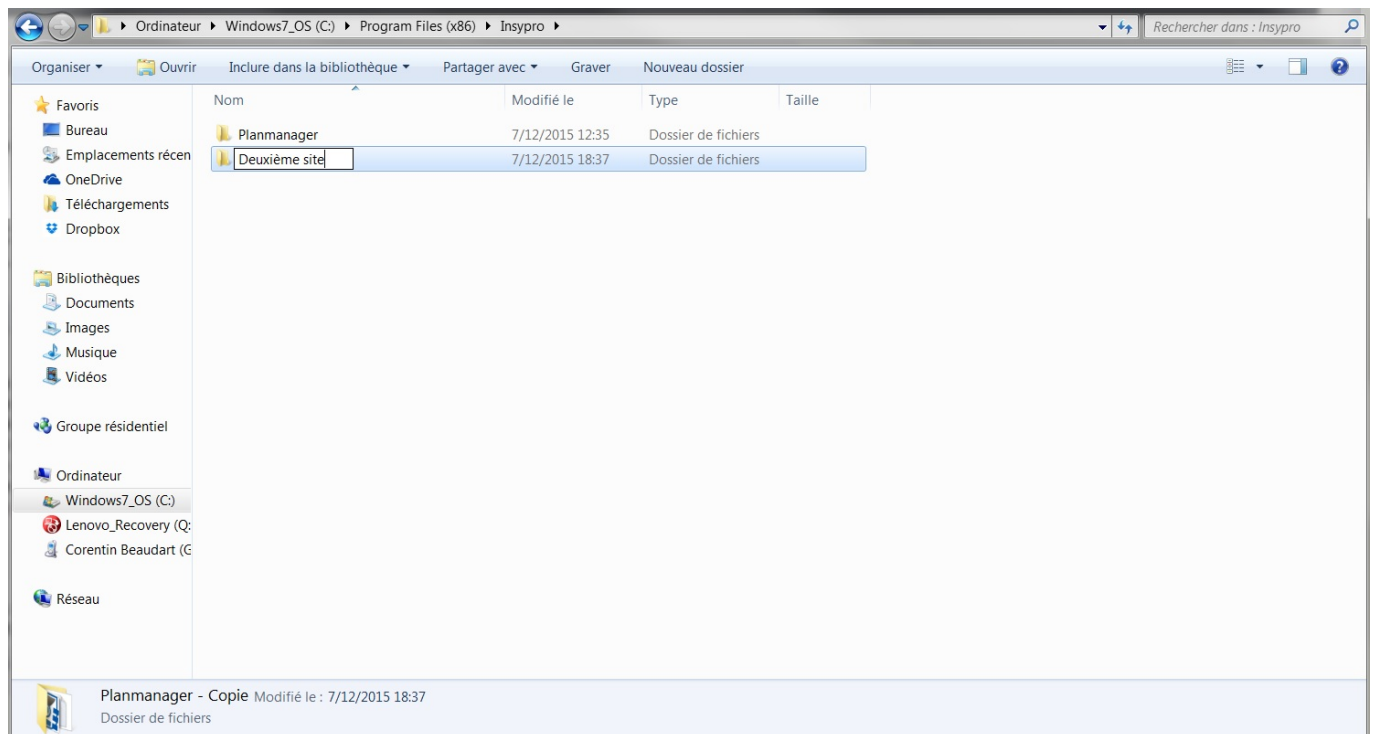 Ordinateur Windows7_OS (C:) Program Files (x86) Insypro Rechercher dans : Insypro
Organiser Ouvrir Inclure dans la bibliothèque Partager avec Graver Nouveau dossier
Nom Modifié le Type Taille
Planmanager 7/12/2015 12:35 Dossier de fichiers
Deuxième site 7/12/2015 18:37 Dossier de fichiers
Favoris
Bureau
Emplacements récen
OneDrive
Téléchargements
Dropbox
Bibliothèques
Documents
Images
Musique
Vidéos
Groupe résidentiel
Ordinateur
Windows7_OS (C:)
Lenovo_Recovery (Q:
Corentin Beaudart (G
Réseau
Planmanager - Copie Modifié le : 7/12/2015 18:37
Dossier de fichiers